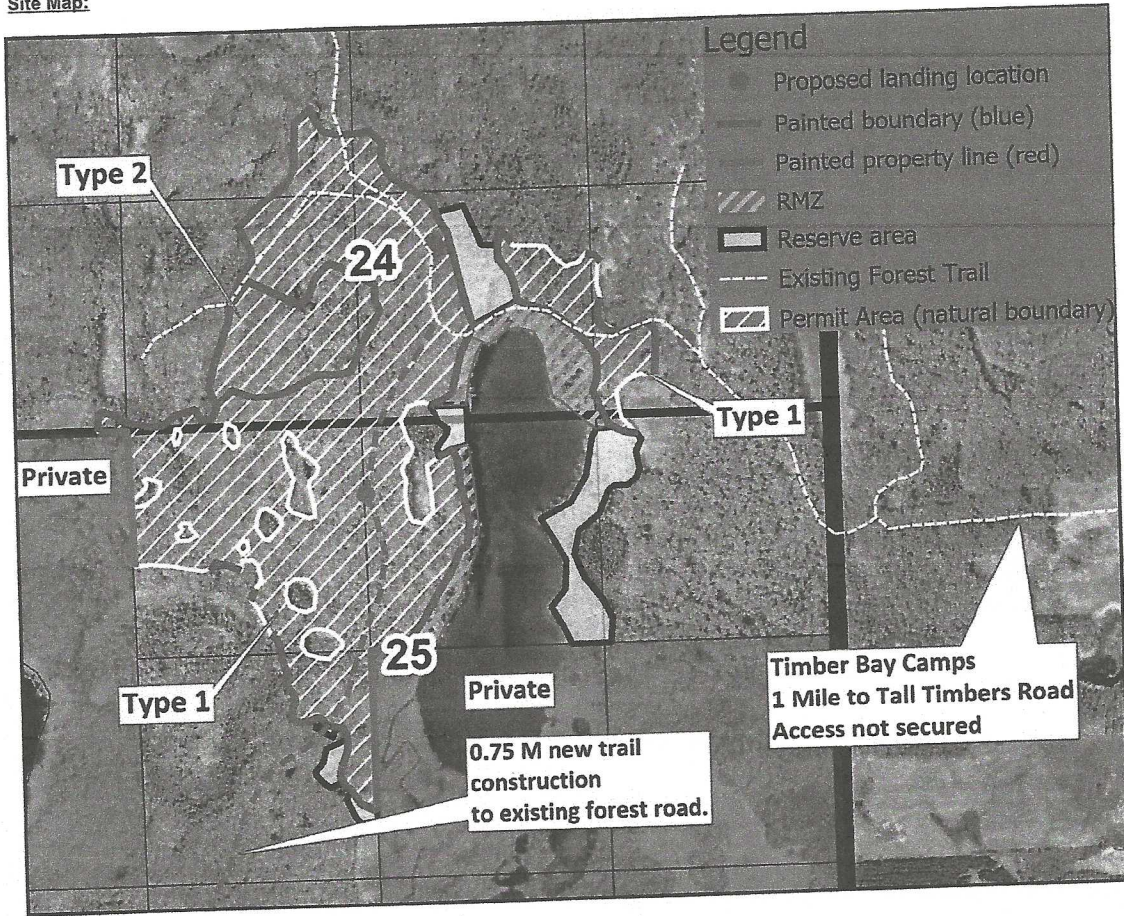 Site Map:
Legend
Proposed landing location
Painted boundary (blue)
Painted property line (red)
RMZ
Reserve area
Existing Forest Trail
Permit Area (natural boundary)
Type 2
24
Type 1
Private
25
Type 1
Private
0.75 M new trail
construction
to existing forest road.
Timber Bay Camps
1 Mile to Tall Timbers Road
Access not secured